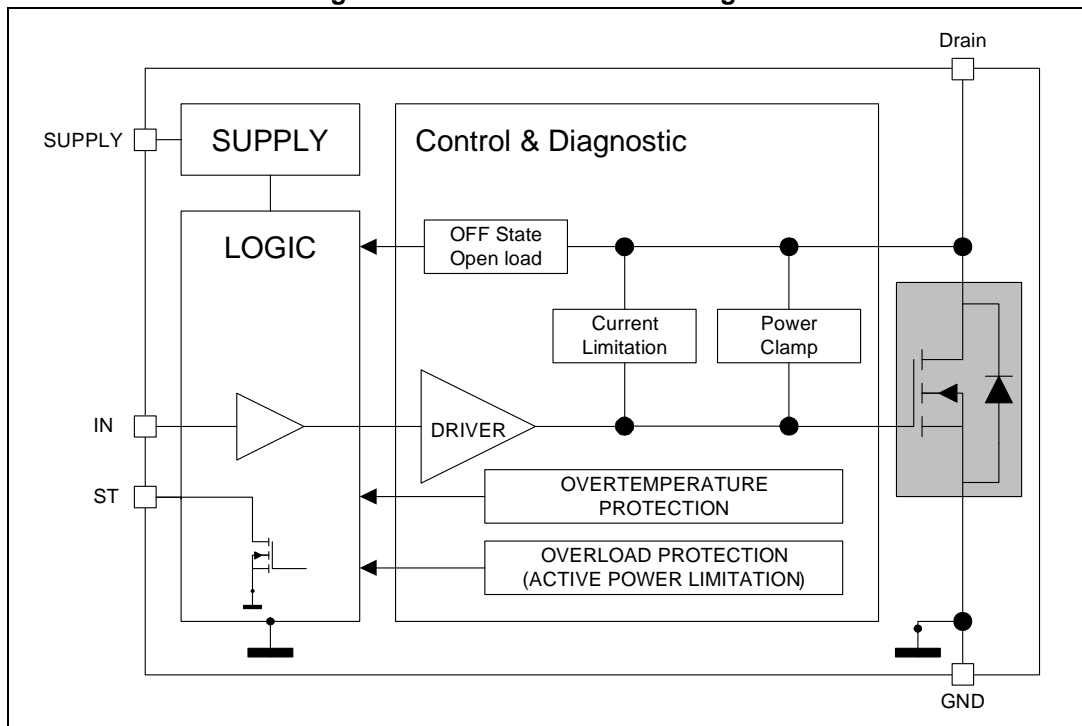 Drain
SUPPLY
SUPPLY
Control & Diagnostic
LOGIC
OFF State
Open load
Current
Limitation
Power
Clamp
IN
DRIVER
ST
OVERTEMPERATURE
PROTECTION
OVERLOAD PROTECTION
(ACTIVE POWER LIMITATION)
GND